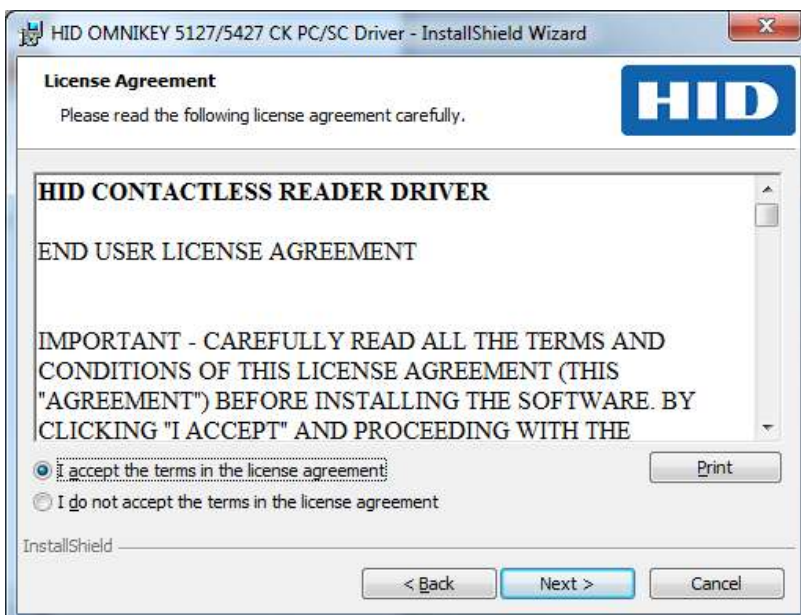 HID OMNIKEY 5127/5427 CK PC/SC Driver - InstallShield Wizard
License Agreement
Please read the following license agreement carefully.
HID
HID CONTACTLESS READER DRIVER
END USER LICENSE AGREEMENT
IMPORTANT - CAREFULLY READ ALL THE TERMS AND
CONDITIONS OF THIS LICENSE AGREEMENT (THIS
"AGREEMENT") BEFORE INSTALLING THE SOFTWARE. BY
CLICKING "I ACCEPT" AND PROCEEDING WITH THE
I accept the terms in the license agreement
Print
I do not accept the terms in the license agreement
InstallShield
< Back
Next >
Cancel